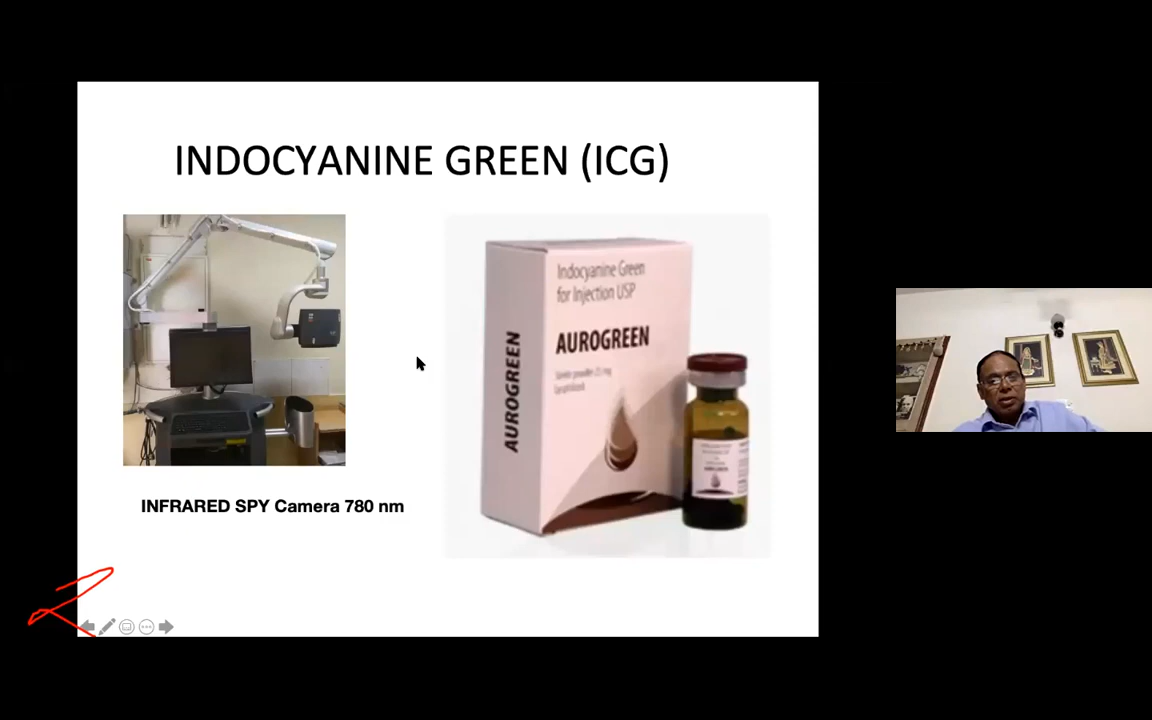 INDOCYANINE GREEN (ICG)
Indocyanine Green
for Injection USP
AUROGREEN
AUROGREEN
INFRARED SPY Camera 780 nm